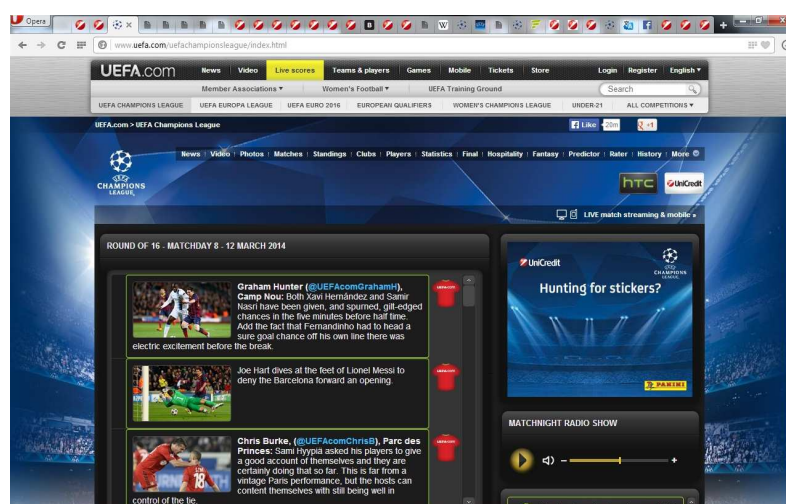 Opera
www.uefa.com/uefachampionsleague/index.html
UEFA.com
News Video Live scores Teams & players Games Mobile Tickets Store
Login Register English
Member Associations Women's Football UEFA Training Ground
Search
UEFA CHAMPIONS LEAGUE UEFA EUROPA LEAGUE UEFA EURO 2016 EUROPEAN QUALIFIERS WOMEN'S CHAMPIONS LEAGUE UNDER-21 ALL COMPETITIONS
UEFA.com > UEFA Champions League
Like 20m +1
News Video Photos Matches Standings Clubs Players Statistics Final Hospitality Fantasy Predictor Rater History More
UEFA
CHAMPIONS
LEAGUE
hTC UniCredit
LIVE match streaming & mobile »
ROUND OF 16 - MATCHDAY 8 - 12 MARCH 2014
Graham Hunter (@UEFAcomGrahamH),
Camp Nou: Both Xavi Hernández and Samir
Nasri have been given, and spurned, gilt-edged
chances in the five minutes before half time.
Add the fact that Fernandinho had to head a
sure goal chance off his own line there was
electric excitement before the break.
Joe Hart dives at the feet of Lionel Messi to
deny the Barcelona forward an opening.
Chris Burke, (@UEFAcomChrisB), Parc des
Princes: Sami Hyypiä asked his players to give
a good account of themselves and they are
certainly doing that so far. This is far from a
vintage Paris performance, but the hosts can
content themselves with still being well in
control of the tie.
18
UniCredit
CHAMPIONS
LEAGUE
Hunting for stickers?
PANINI
MATCHNIGHT RADIO SHOW